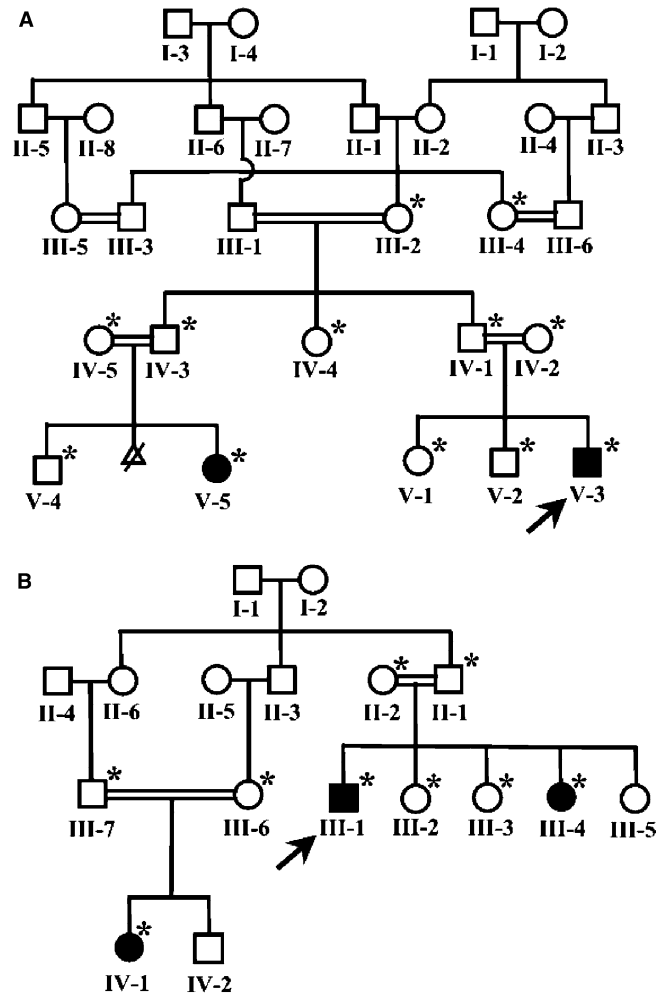 A
I-3 I-4 I-1 I-2
II-5 II-8 II-6 II-7 II-1 II-2 II-4 II-3
* *
III-5 III-3 III-1 III-2 III-4 III-6
* * * * *
IV-5 IV-3 IV-4 IV-1 IV-2
* * * * *
V-4 V-5 V-1 V-2 V-3
B
I-1 I-2
* *
II-4 II-6 II-5 II-3 II-2 II-1
* * * * * *
III-7 III-6 III-1 III-2 III-3 III-4 III-5
*
IV-1 IV-2